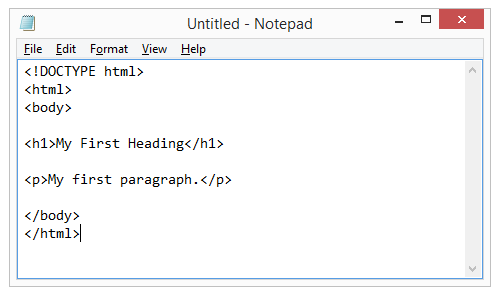 Untitled - Notepad
File Edit Format View Help
<!DOCTYPE html>
<html>
<body>
<h1>My First Heading</h1>
<p>My first paragraph.</p>
</body>
</html>